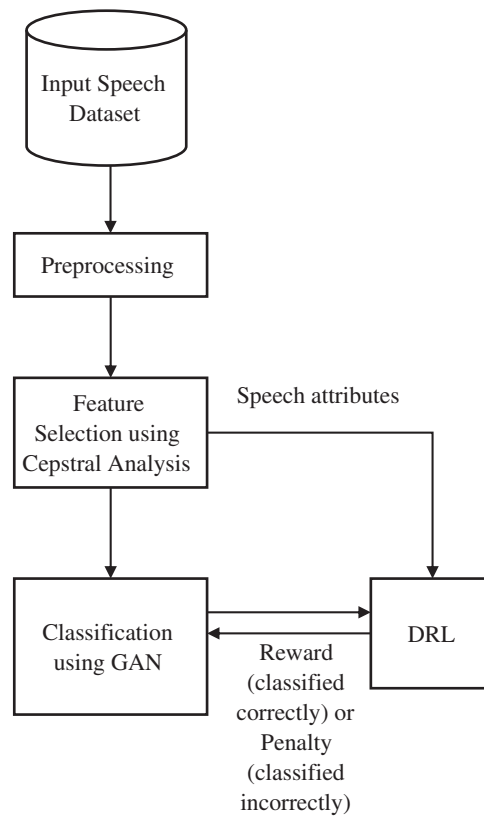 Input Speech
Dataset
Preprocessing
Feature
Selection using
Cepstral Analysis
Speech attributes
Classification
using GAN
DRL
Reward
(classified
correctly) or
Penalty
(classified
incorrectly)